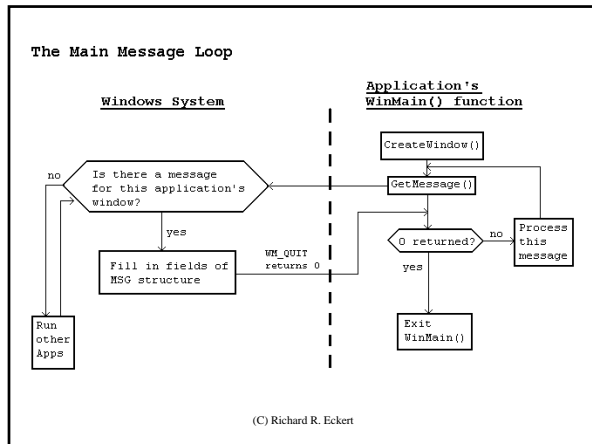 The Main Message Loop
Windows System
Application's
WinMain() function
CreateWindow()
GetMessage()
Is there a message
for this application's
window?
no
yes
Fill in fields of
MSG structure
WM_QUIT
returns 0
0 returned?
no
yes
Process
this
message
Run
other
Apps
Exit
WinMain()
(C) Richard R. Eckert